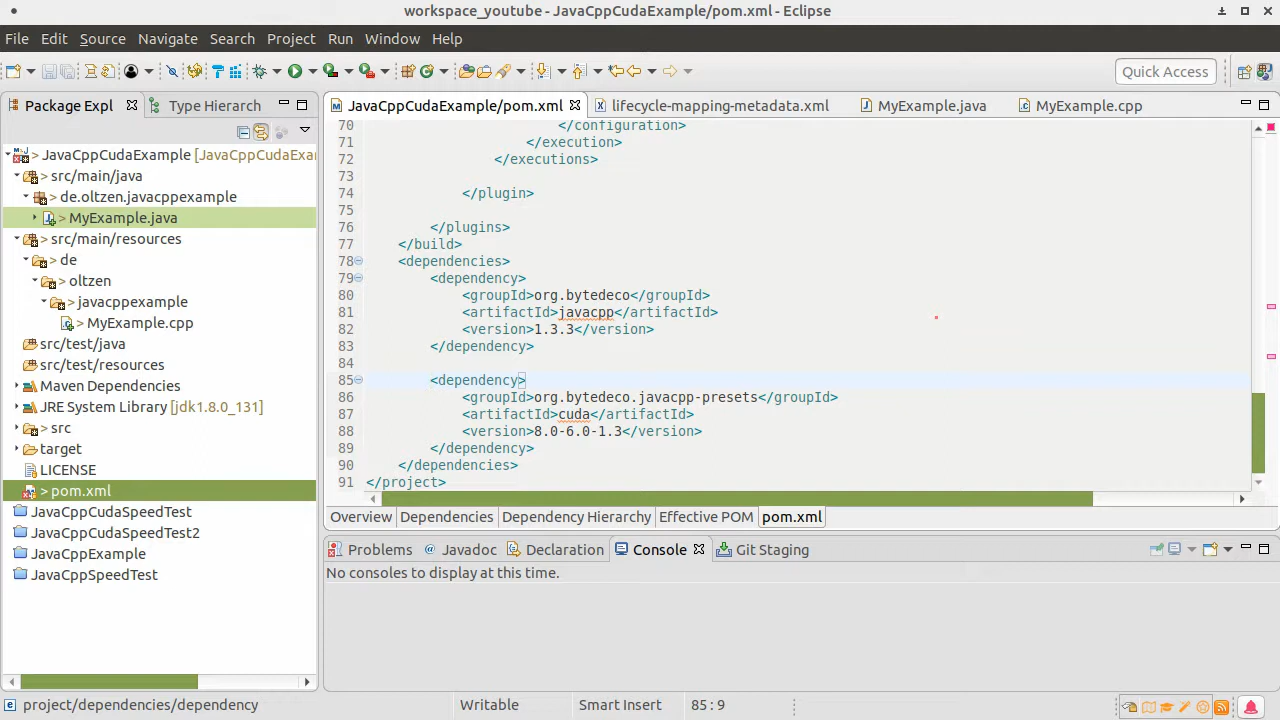 workspace_youtube - JavaCppCudaExample/pom.xml - Eclipse
File Edit Source Navigate Search Project Run Window Help
Quick Access
Package Expl
Type Hierarch
> JavaCppCudaExample [JavaCppCudaExar
> src/main/java
> de.oltzen.javacppexample
> MyExample.java
> src/main/resources
> de
> oltzen
> javacppexample
> MyExample.cpp
src/test/java
src/test/resources
Maven Dependencies
JRE System Library [jdk1.8.0_131]
> src
target
LICENSE
> pom.xml
JavaCppCudaSpeedTest
JavaCppCudaSpeedTest2
JavaCppExample
JavaCppSpeedTest
JavaCppCudaExample/pom.xml
lifecycle-mapping-metadata.xml
MyExample.java
MyExample.cpp
70 </configuration>
71 </execution>
72 </executions>
73
74 </plugin>
75
76 </plugins>
77 </build>
78 <dependencies>
79 <dependency>
80 <groupId>org.bytedeco</groupId>
81 <artifactId>javacpp</artifactId>
82 <version>1.3.3</version>
83 </dependency>
84
85 <dependency>
86 <groupId>org.bytedeco.javacpp-presets</groupId>
87 <artifactId>cuda</artifactId>
88 <version>8.0-6.0-1.3</version>
89 </dependency>
90 </dependencies>
91 </project>
Overview Dependencies Dependency Hierarchy Effective POM pom.xml
Problems @ Javadoc Declaration Console Git Staging
No consoles to display at this time.
project/dependencies/dependency
Writable
Smart Insert
85 : 9